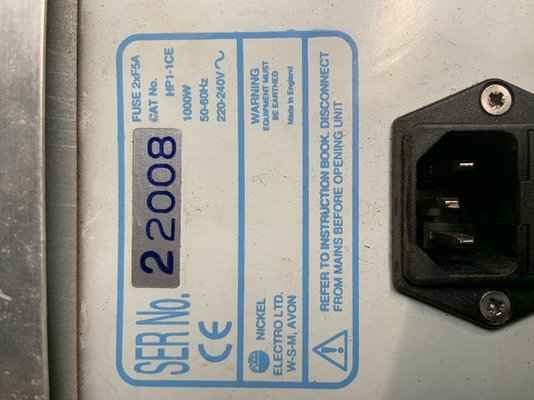 SER No. 22008
FUSE 2xF5A
CAT No.
HP1-1CE
1000W
50-60Hz
220-240V~
CE
NICKEL
ELECTRO LTD.
W-S-M, AVON
WARNING
EQUIPMENT MUST
BE EARTHED
Made in England
REFER TO INSTRUCTION BOOK. DISCONNECT
FROM MAINS BEFORE OPENING UNIT